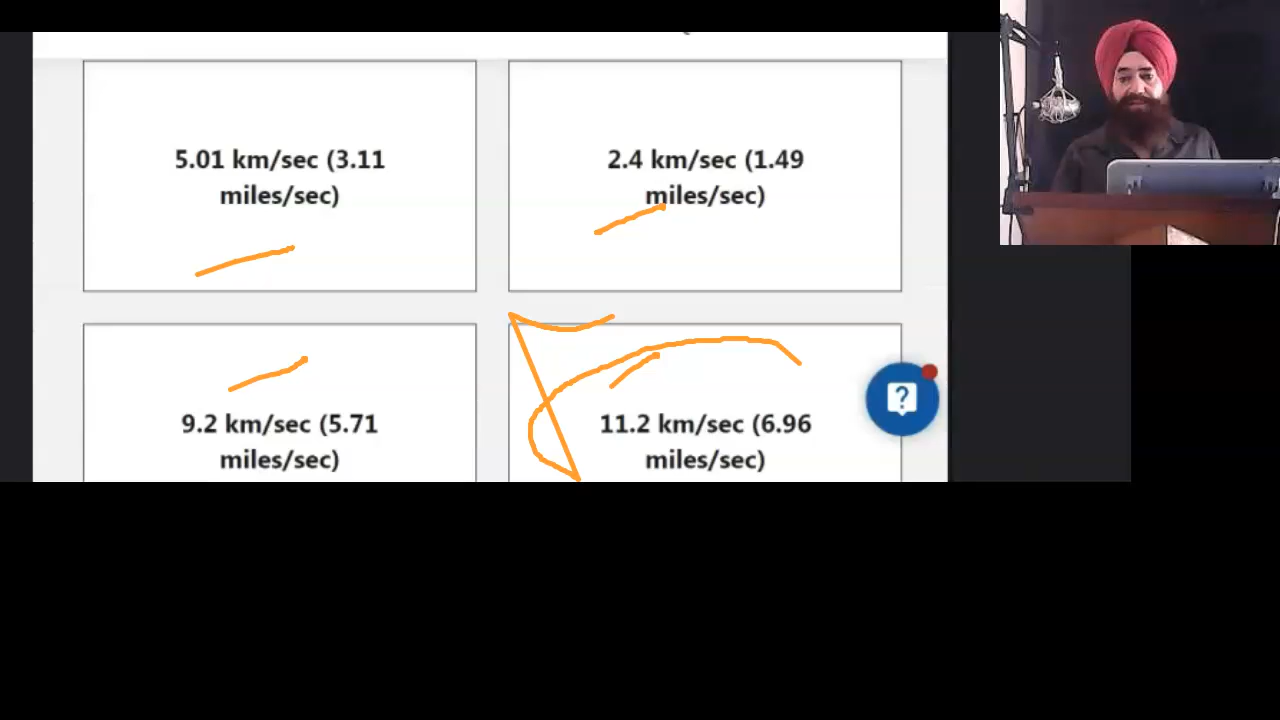 5.01 km/sec (3.11
miles/sec)
2.4 km/sec (1.49
miles/sec)
9.2 km/sec (5.71
miles/sec)
11.2 km/sec (6.96
miles/sec)
?